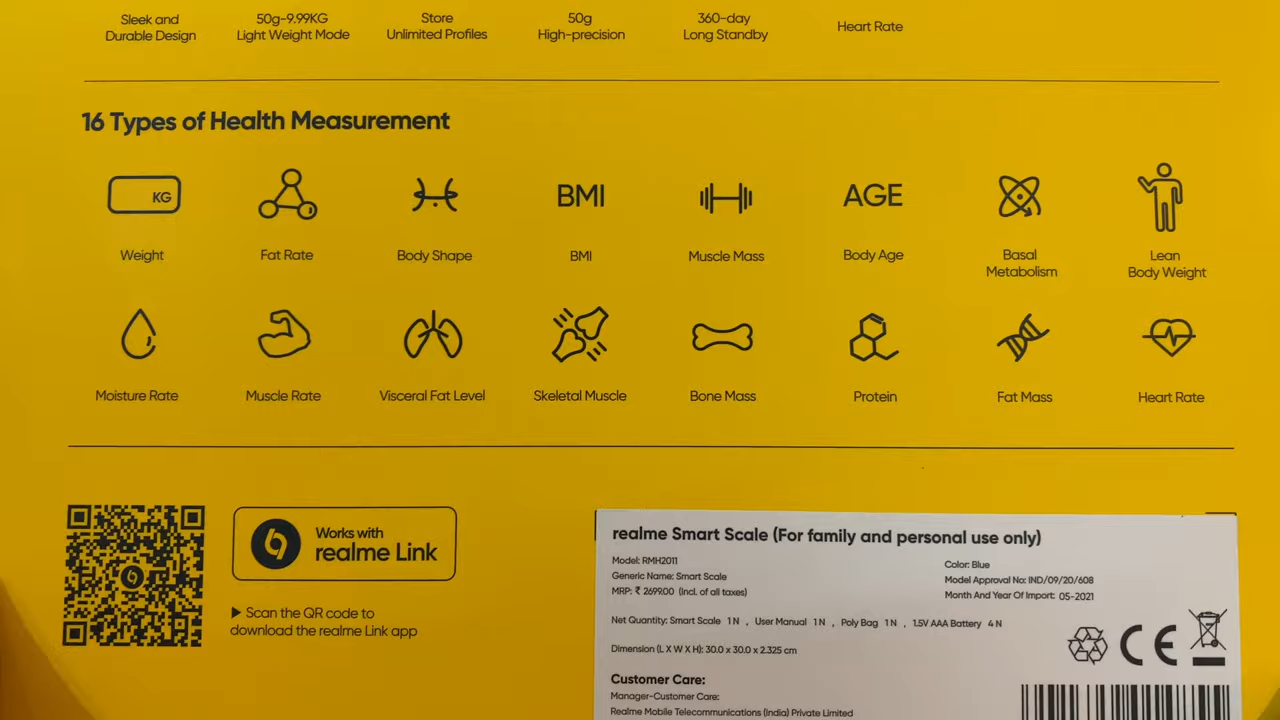 Sleek and
Durable Design
50g-9.99KG
Light Weight Mode
Store
Unlimited Profiles
50g
High-precision
360-day
Long Standby
Heart Rate
16 Types of Health Measurement
KG
BMI
AGE
Weight
Fat Rate
Body Shape
BMI
Muscle Mass
Body Age
Basal
Metabolism
Lean
Body Weight
Moisture Rate
Muscle Rate
Visceral Fat Level
Skeletal Muscle
Bone Mass
Protein
Fat Mass
Heart Rate
Works with
realme Link
▶ Scan the QR code to
download the realme Link app
realme Smart Scale (For family and personal use only)
Model: RMH2011
Generic Name: Smart Scale
MRP: ₹ 2699.00 (Incl. of all taxes)
Color: Blue
Model Approval No: IND/09/20/608
Month And Year Of Import: 05-2021
Net Quantity: Smart Scale 1 N , User Manual 1 N , Poly Bag 1 N , 1.5V AAA Battery 4 N
Dimension (L X W X H): 30.0 x 30.0 x 2.325 cm
CE
Customer Care:
Manager-Customer Care:
Realme Mobile Telecommunications (India) Private Limited